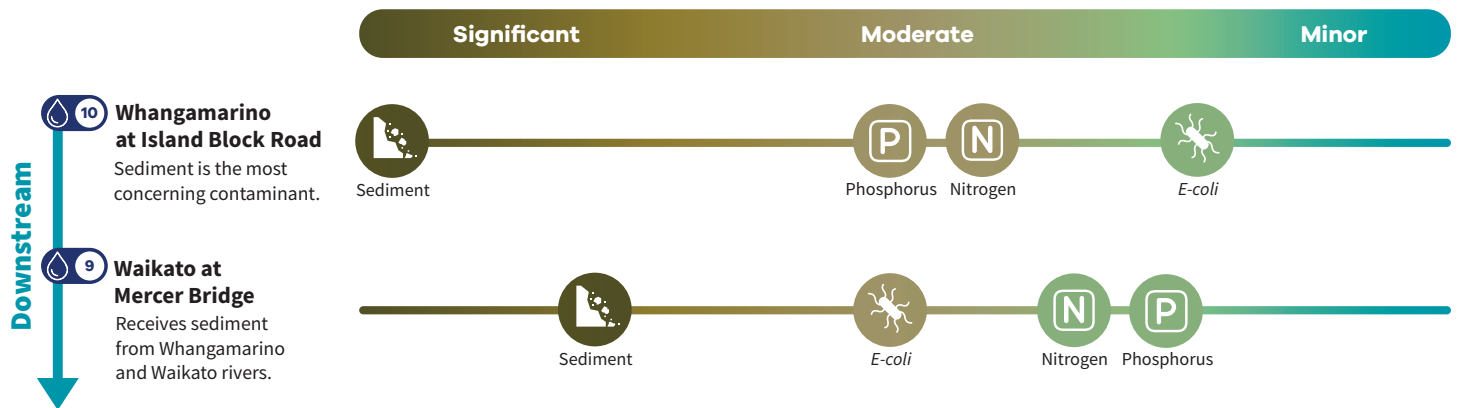 Significant Moderate Minor
10 Whangamarino
at Island Block Road
Sediment is the most
concerning contaminant.
P N
Sediment Phosphorus Nitrogen E-coli
Downstream
9 Waikato at
Mercer Bridge
Receives sediment
from Whangamarino
and Waikato rivers.
N P
Sediment E-coli Nitrogen Phosphorus